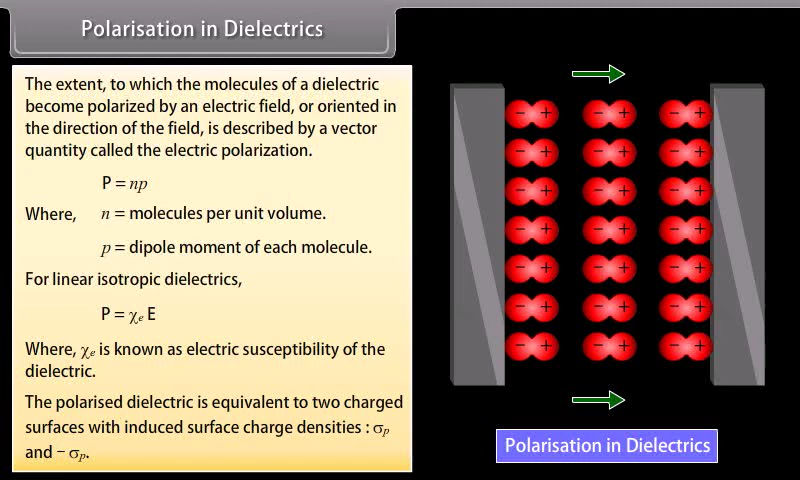 Polarisation in Dielectrics
The extent, to which the molecules of a dielectric
become polarized by an electric field, or oriented in
the direction of the field, is described by a vector
quantity called the electric polarization.
P = np
Where, n = molecules per unit volume.
p = dipole moment of each molecule.
For linear isotropic dielectrics,
P = χₑ E
Where, χₑ is known as electric susceptibility of the
dielectric.
The polarised dielectric is equivalent to two charged
surfaces with induced surface charge densities : σₚ
and − σₚ.
− + − + − +
− + − + − +
− + − + − +
− + − + − +
− + − + − +
− + − + − +
− + − + − +
Polarisation in Dielectrics